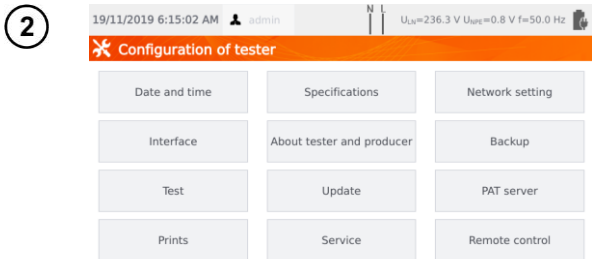 2
19/11/2019 6:15:02 AM admin N L U_LN=236.3 V U_NPE=0.8 V f=50.0 Hz
Configuration of tester
Date and time Specifications Network setting
Interface About tester and producer Backup
Test Update PAT server
Prints Service Remote control